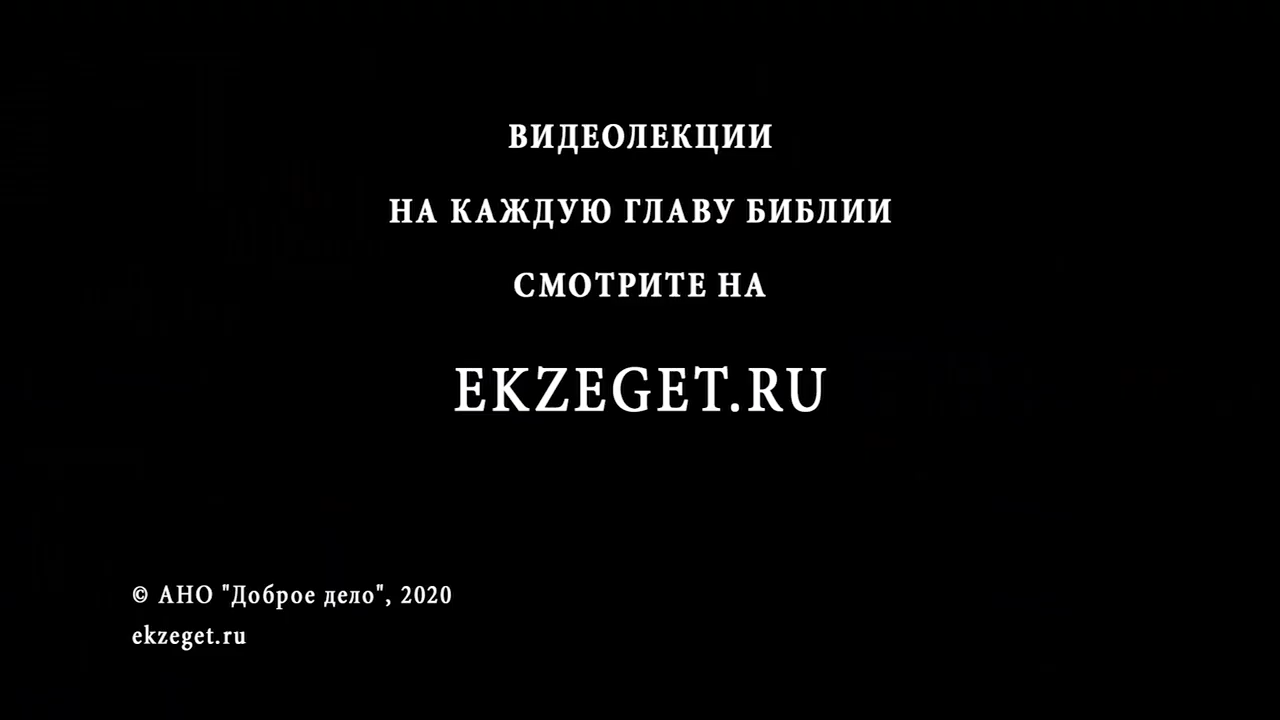 ВИДЕОЛЕКЦИИ
НА КАЖДУЮ ГЛАВУ БИБЛИИ
СМОТРИТЕ НА
EKZEGET.RU
© АНО "Доброе дело", 2020
ekzeget.ru